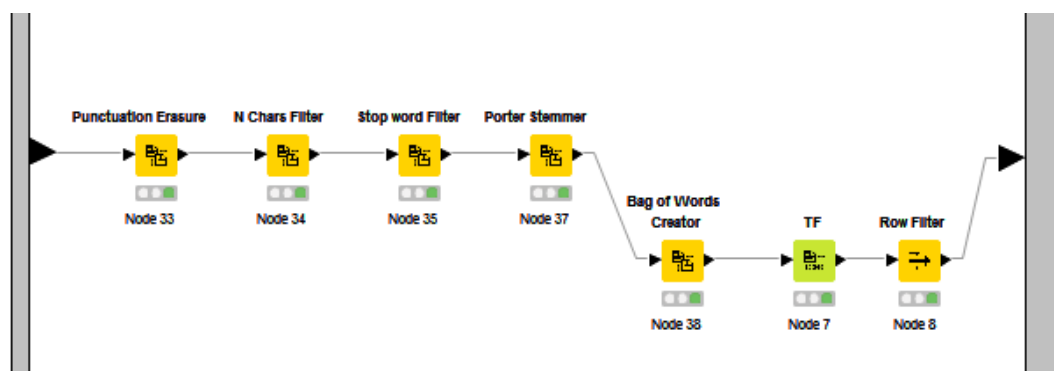 Punctuation Erasure
N Chars Filter
Stop word Filter
Porter Stemmer
Node 33
Node 34
Node 35
Node 37
Bag of Words
Creator
TF
Row Filter
Node 38
Node 7
Node 8